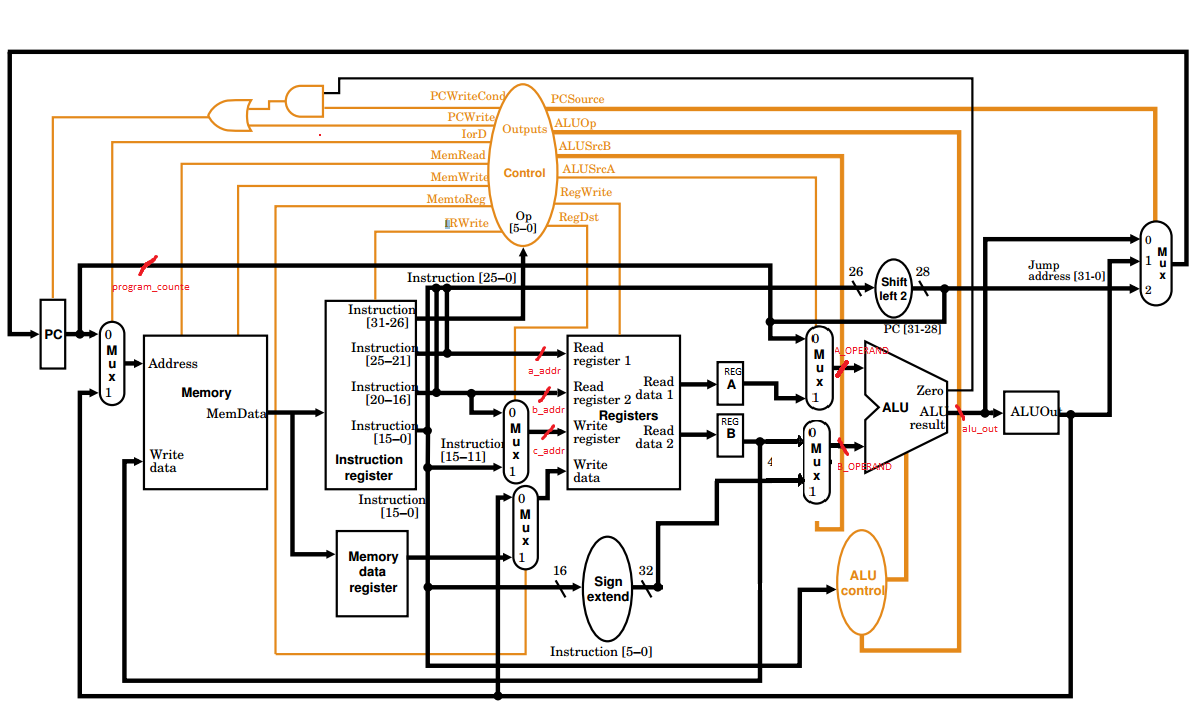 PCWriteCond
PCSource
PCWrite
ALUOp
Outputs
IorD
ALUSrcB
MemRead
ALUSrcA
Control
MemWrite
RegWrite
MemtoReg
Op
[5–0]
RegDst
IRWrite
program_counte
Instruction [25–0]
26
28
Shift
left 2
Jump
address [31-0]
0
1
2
M
u
x
PC [31-28]
PC
0
M
u
x
1
Address
Memory
MemData
Write
data
Instruction
[31-26]
Instruction
[25–21]
Instruction
[20–16]
Instruction
[15–0]
Instruction
register
a_addr
b_addr
c_addr
Instruction
[15–11]
0
M
u
x
1
Read
register 1
Read
register 2
Registers
Write
register
Write
data
Read
data 1
Read
data 2
REG
A
REG
B
4
0
M
u
x
1
0
M
u
x
1
A_OPERAND
B_OPERAND
Zero
ALU
ALU
result
alu_out
ALUOut
Instruction
[15–0]
0
M
u
x
1
Memory
data
register
16
Sign
extend
32
ALU
control
Instruction [5–0]